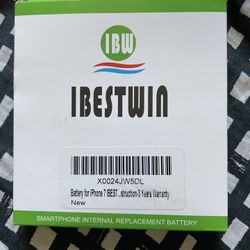 IBW
IBESTWIN
X0024JW5DL
Battery for iPhone 7 IBEST...struction-3 Years Warranty
New
SMARTPHONE INTERNAL REPLACEMENT BATTERY